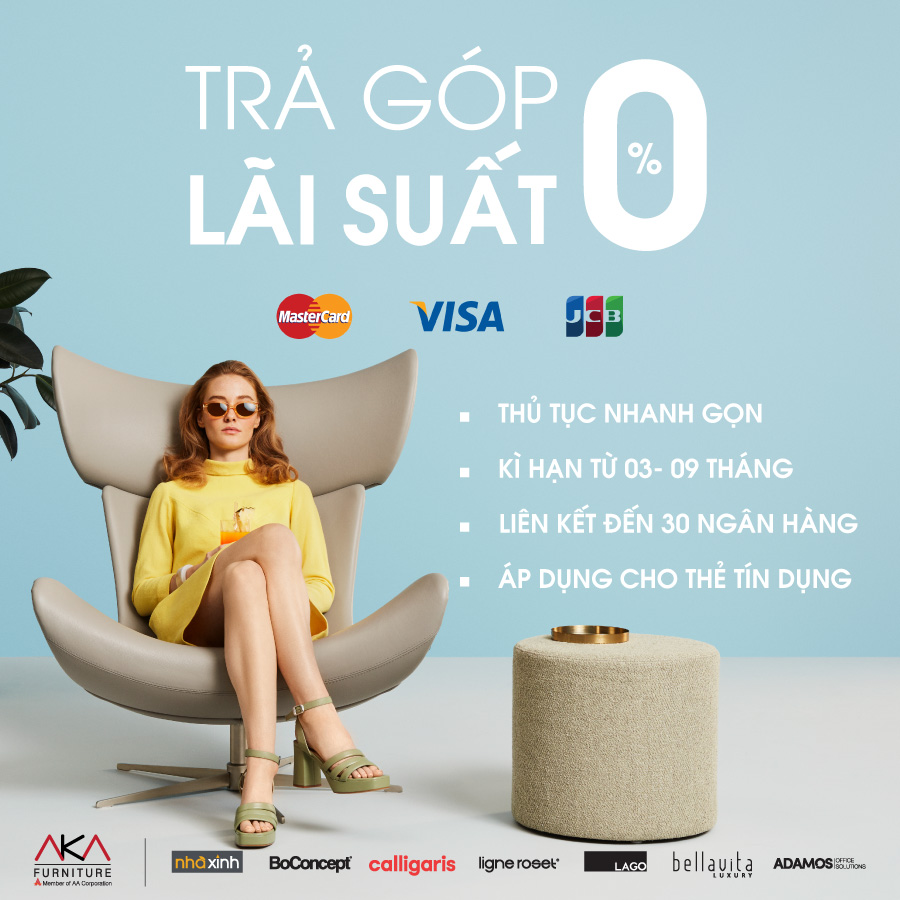 TRẢ GÓP
LÃI SUẤT 0%
MasterCard VISA JCB
THỦ TỤC NHANH GỌN
KÌ HẠN TỪ 03- 09 THÁNG
LIÊN KẾT ĐẾN 30 NGÂN HÀNG
ÁP DỤNG CHO THẺ TÍN DỤNG
AKA
FURNITURE
Member of AA Corporation
nhàxinh BoConcept® calligaris ligne roset® LAGO bellavita LUXURY ADAMOS OFFICE SOLUTIONS